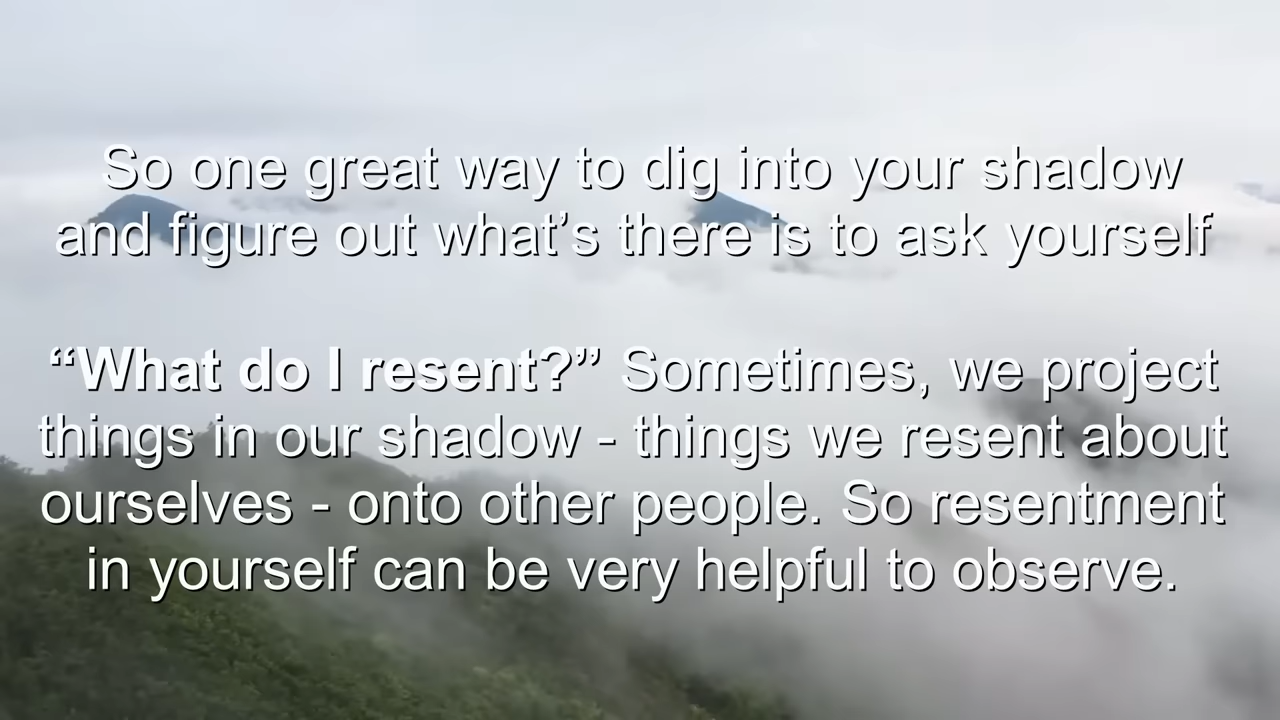 So one great way to dig into your shadow
and figure out what’s there is to ask yourself
“What do I resent?” Sometimes, we project
things in our shadow - things we resent about
ourselves - onto other people. So resentment
in yourself can be very helpful to observe.